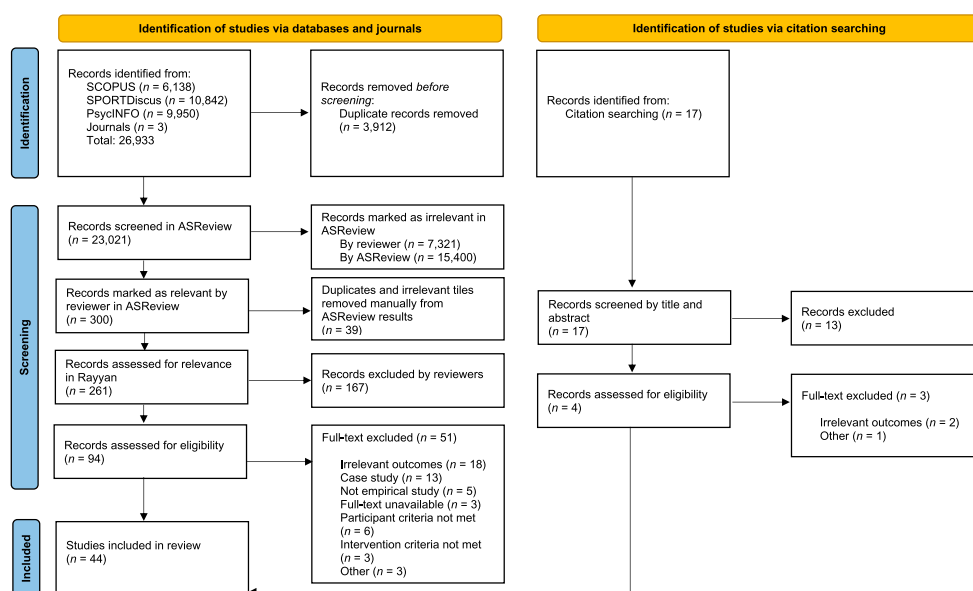 Identification of studies via databases and journals
Identification of studies via citation searching
Identification
Records identified from:
SCOPUS (n = 6,138)
SPORTDiscus (n = 10,842)
PsycINFO (n = 9,950)
Journals (n = 3)
Total: 26,933
Records removed before
screening:
Duplicate records removed
(n = 3,912)
Records identified from:
Citation searching (n = 17)
Screening
Records screened in ASReview
(n = 23,021)
Records marked as irrelevant in
ASReview
By reviewer (n = 7,321)
By ASReview (n = 15,400)
Records marked as relevant by
reviewer in ASReview
(n = 300)
Duplicates and irrelevant tiles
removed manually from
ASReview results
(n = 39)
Records screened by title and
abstract
(n = 17)
Records excluded
(n = 13)
Records assessed for relevance
in Rayyan
(n = 261)
Records excluded by reviewers
(n = 167)
Records assessed for eligibility
(n = 4)
Full-text excluded (n = 3)
Irrelevant outcomes (n = 2)
Other (n = 1)
Records assessed for eligibility
(n = 94)
Full-text excluded (n = 51)
Irrelevant outcomes (n = 18)
Case study (n = 13)
Not empirical study (n = 5)
Full-text unavailable (n = 3)
Participant criteria not met
(n = 6)
Intervention criteria not met
(n = 3)
Other (n = 3)
Included
Studies included in review
(n = 44)